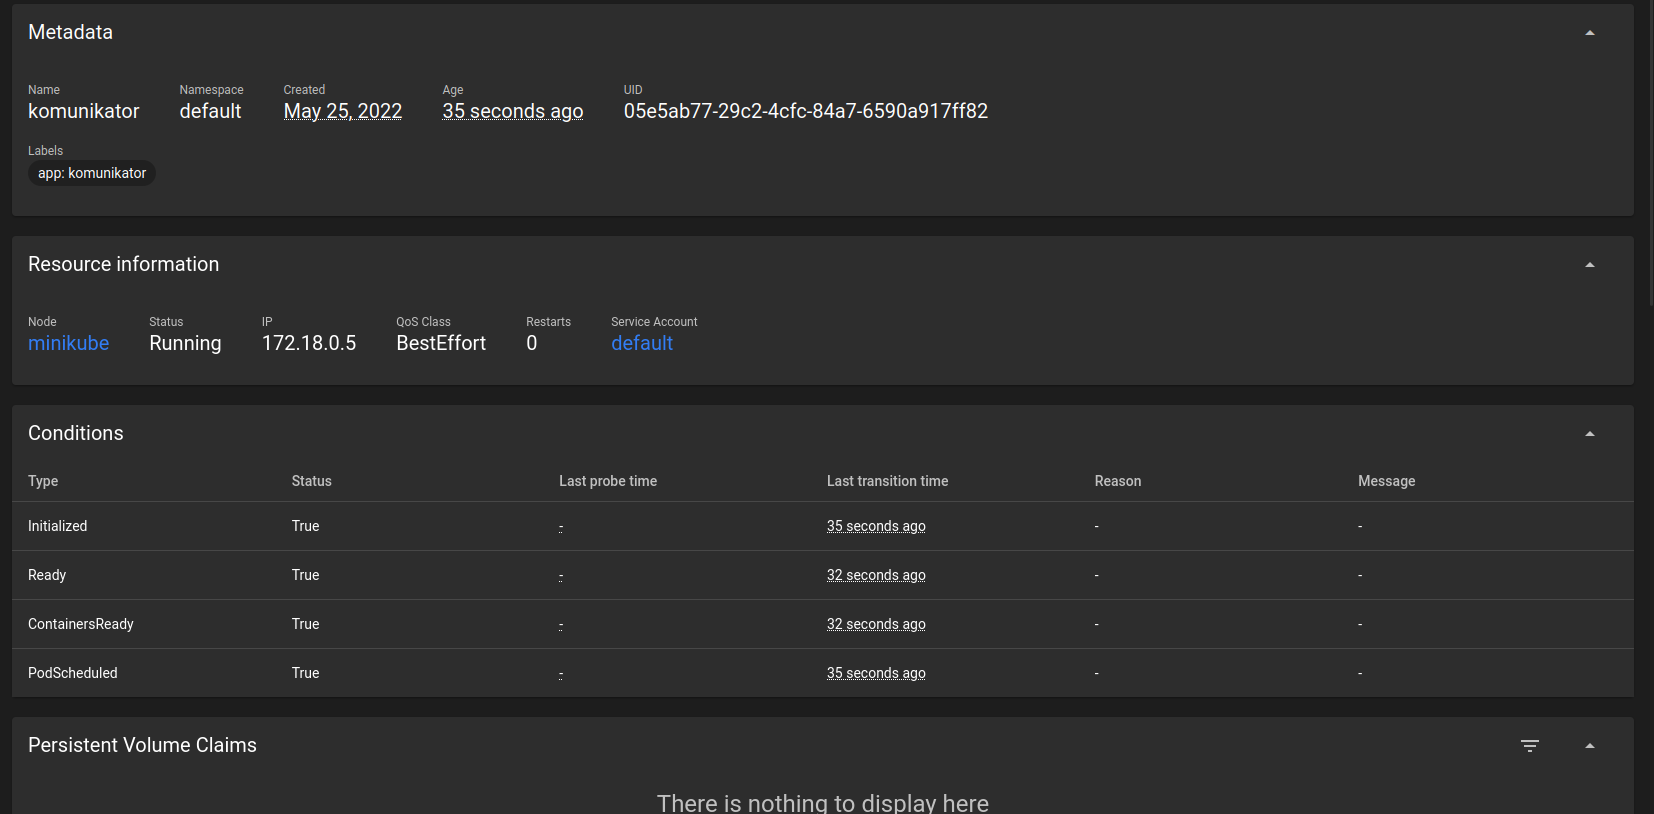 Metadata
Name Namespace Created Age UID
komunikator default May 25, 2022 35 seconds ago 05e5ab77-29c2-4cfc-84a7-6590a917ff82
Labels
app: komunikator
Resource information
Node Status IP QoS Class Restarts Service Account
minikube Running 172.18.0.5 BestEffort 0 default
Conditions
Type Status Last probe time Last transition time Reason Message
Initialized True - 35 seconds ago - -
Ready True - 32 seconds ago - -
ContainersReady True - 32 seconds ago - -
PodScheduled True - 35 seconds ago - -
Persistent Volume Claims
There is nothing to display here